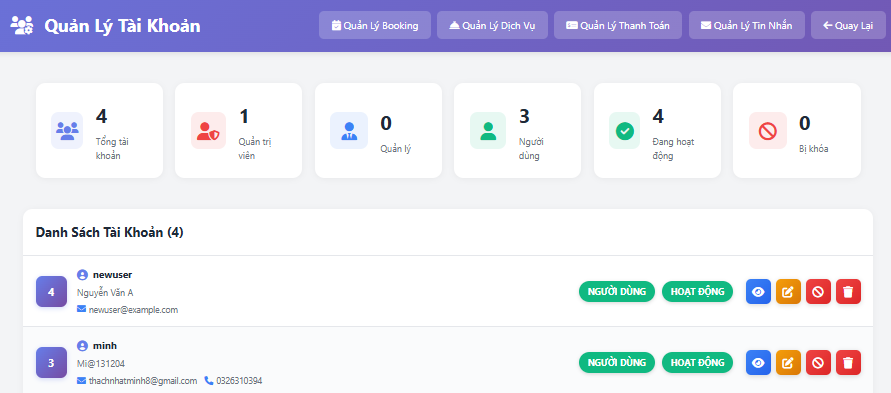 Quản Lý Tài Khoản
Quản Lý Booking
Quản Lý Dịch Vụ
Quản Lý Thanh Toán
Quản Lý Tin Nhắn
Quay Lại
4
Tổng tài
khoản
1
Quản trị
viên
0
Quản lý
3
Người
dùng
4
Đang hoạt
động
0
Bị khóa
Danh Sách Tài Khoản (4)
4
newuser
Nguyễn Văn A
newuser@example.com
NGƯỜI DÙNG
HOẠT ĐỘNG
3
minh
Mi@131204
thachnhatminh8@gmail.com 0326310394
NGƯỜI DÙNG
HOẠT ĐỘNG